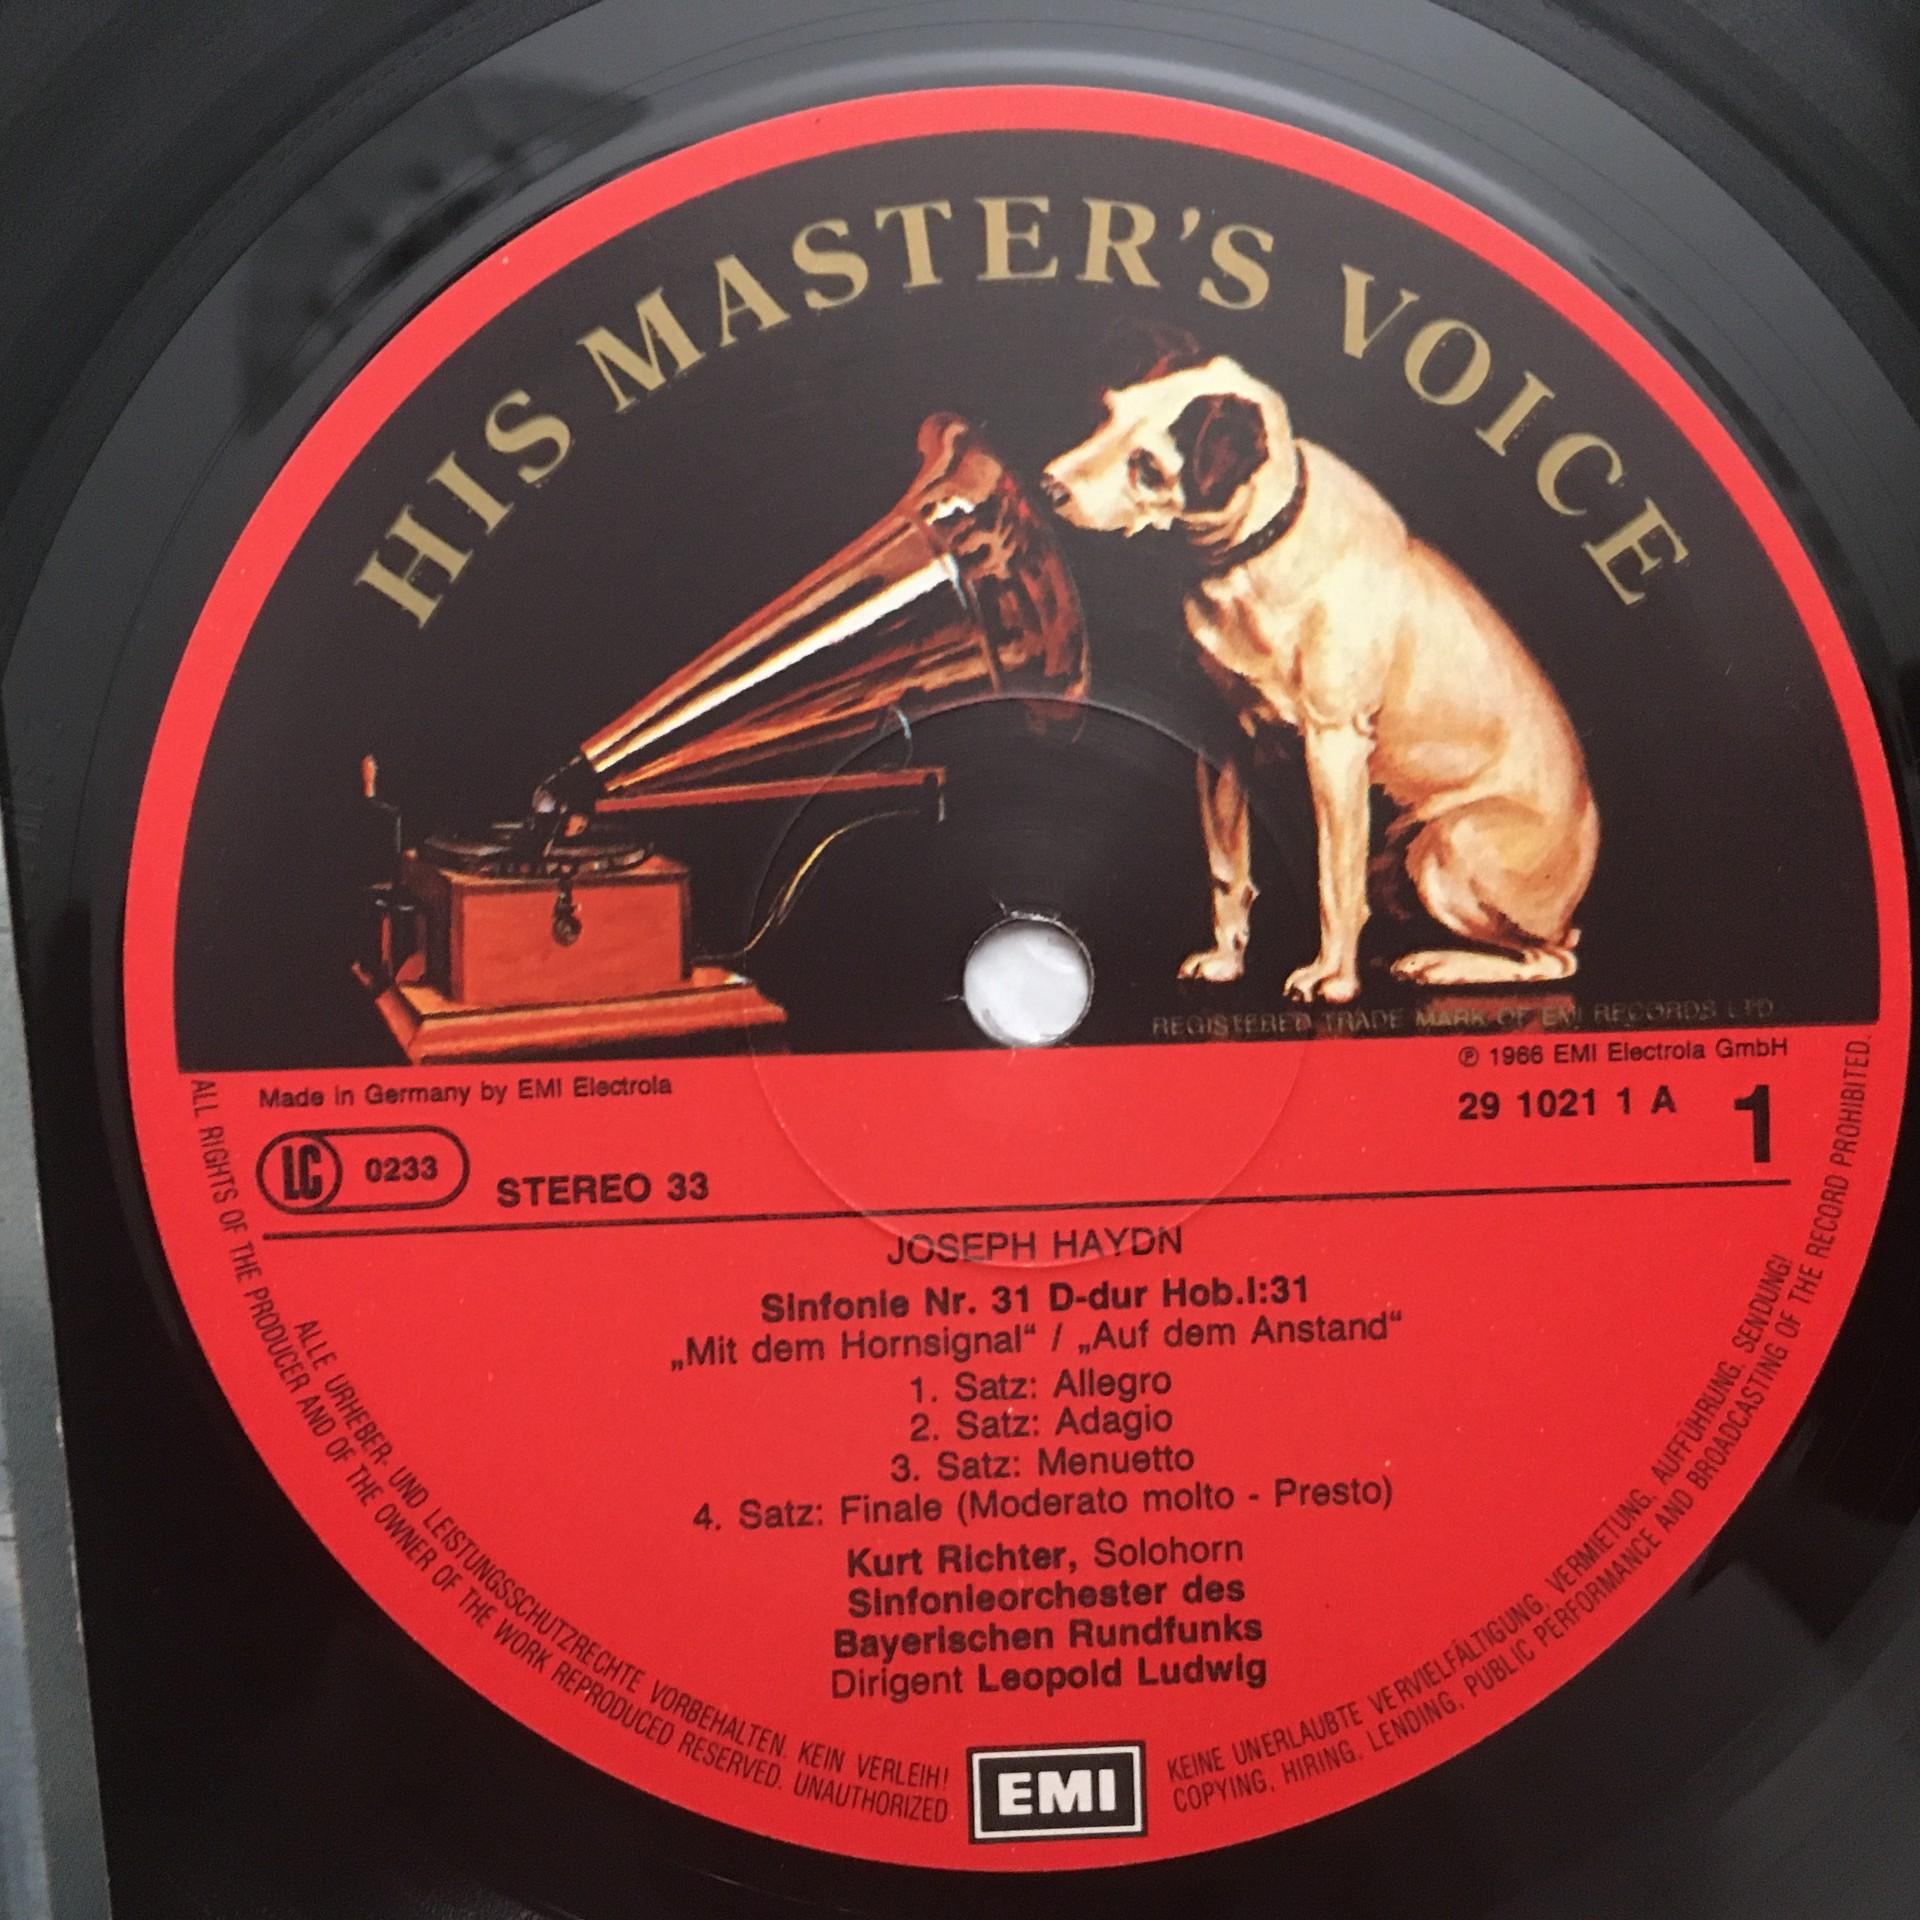 HIS MASTER'S VOICE
REGISTERED TRADE MARK OF EMI RECORDS LTD.
℗ 1966 EMI Electrola GmbH
Made in Germany by EMI Electrola
29 1021 1 A
1
LC 0233
STEREO 33
JOSEPH HAYDN
Sinfonie Nr. 31 D-dur Hob.I:31
„Mit dem Hornsignal“ / „Auf dem Anstand“
1. Satz: Allegro
2. Satz: Adagio
3. Satz: Menuetto
4. Satz: Finale (Moderato molto - Presto)
Kurt Richter, Solohorn
Sinfonieorchester des
Bayerischen Rundfunks
Dirigent Leopold Ludwig
EMI
ALLE URHEBER- UND LEISTUNGSSCHUTZRECHTE VORBEHALTEN. KEIN VERLEIH!
KEINE UNERLAUBTE VERVIELFÄLTIGUNG, VERMIETUNG, AUFFÜHRUNG, SENDUNG!
ALL RIGHTS OF THE PRODUCER AND OF THE OWNER OF THE WORK REPRODUCED RESERVED. UNAUTHORIZED
COPYING, HIRING, LENDING, PUBLIC PERFORMANCE AND BROADCASTING OF THE RECORD PROHIBITED.